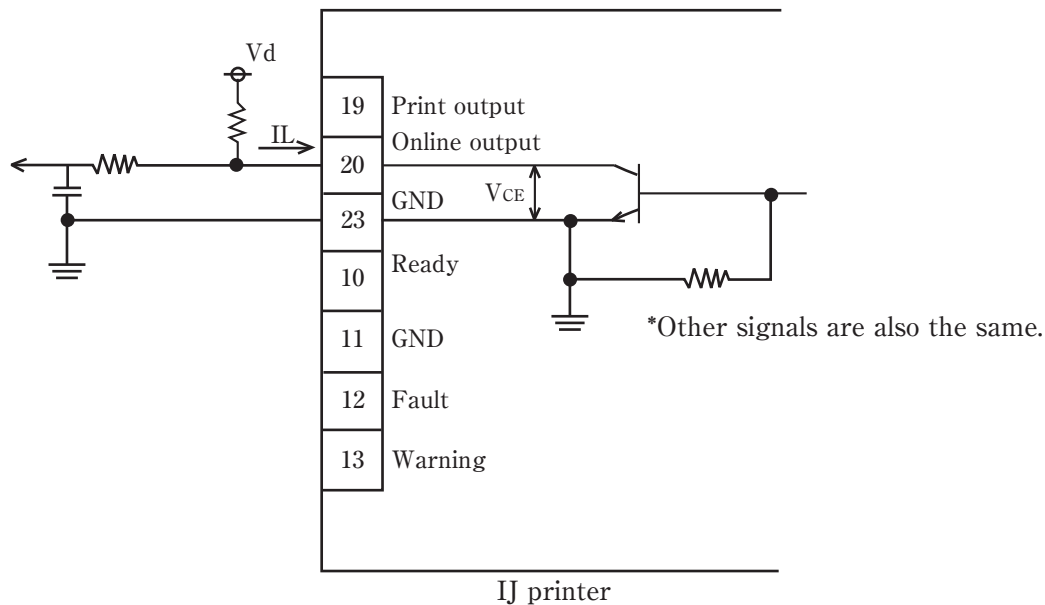 Vd
19 Print output
IL
Online output
20
GND
VCE
23
10 Ready
*Other signals are also the same.
11 GND
12 Fault
13 Warning
IJ printer